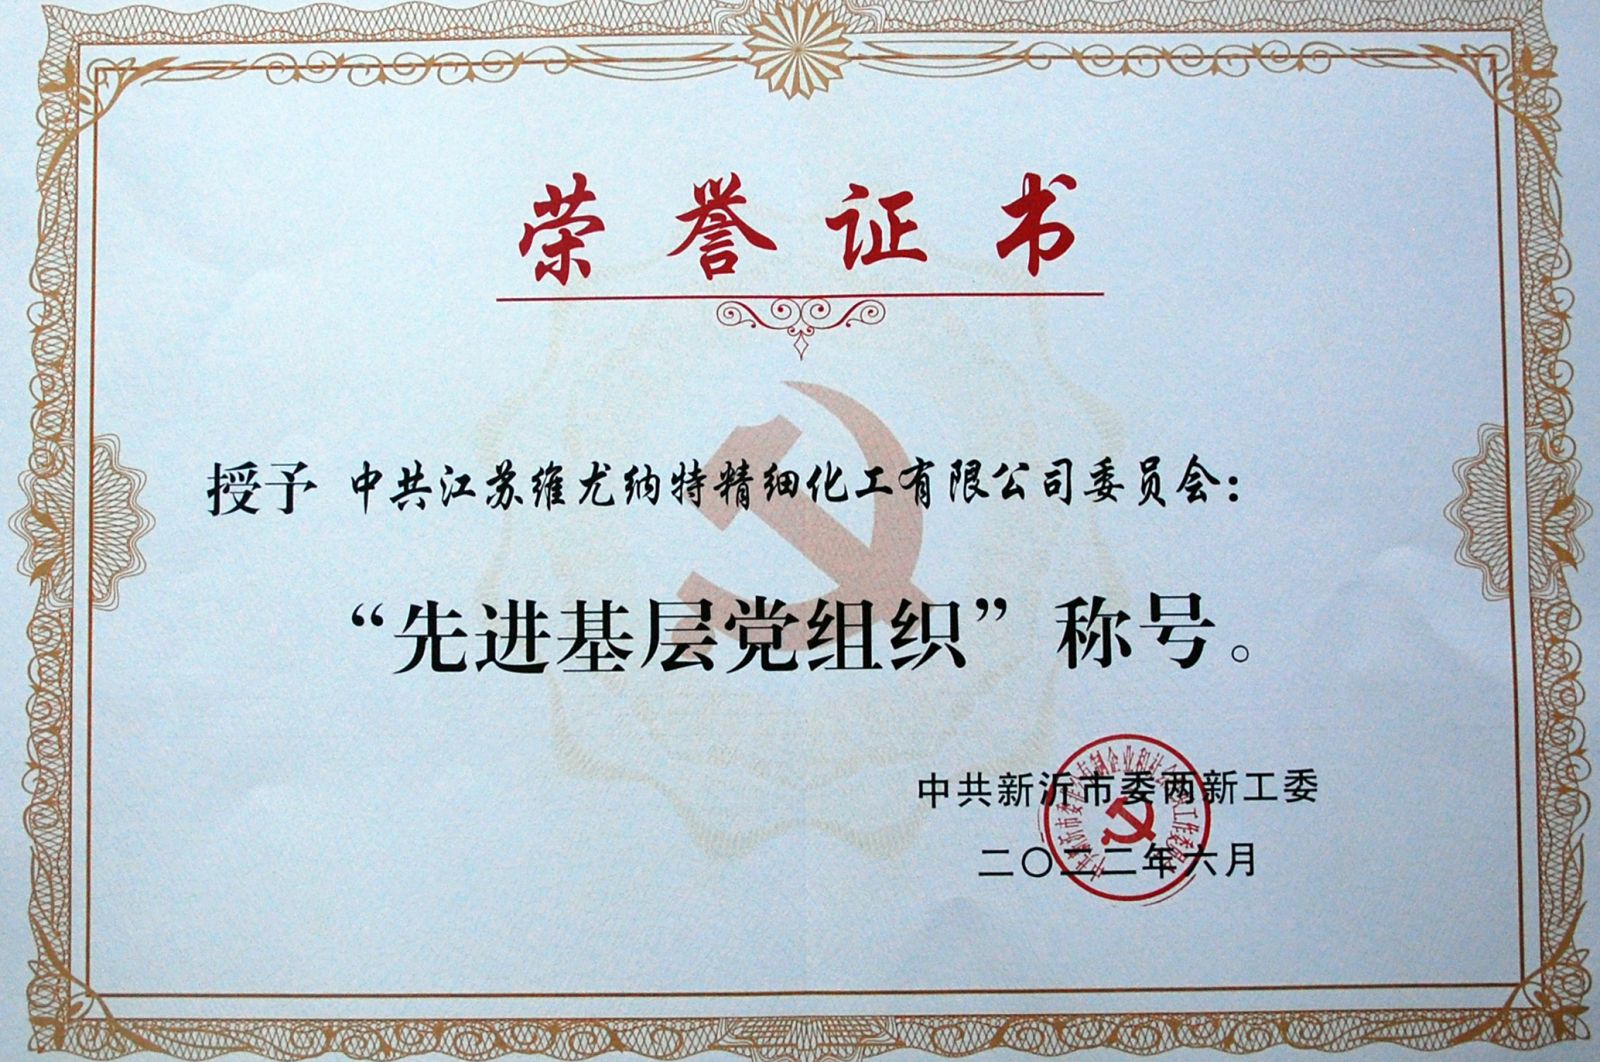 荣誉证书
授予 中共江苏维尤纳特精细化工有限公司委员会：
“先进基层党组织”称号。
中共新沂市委两新工委
二〇二二年六月